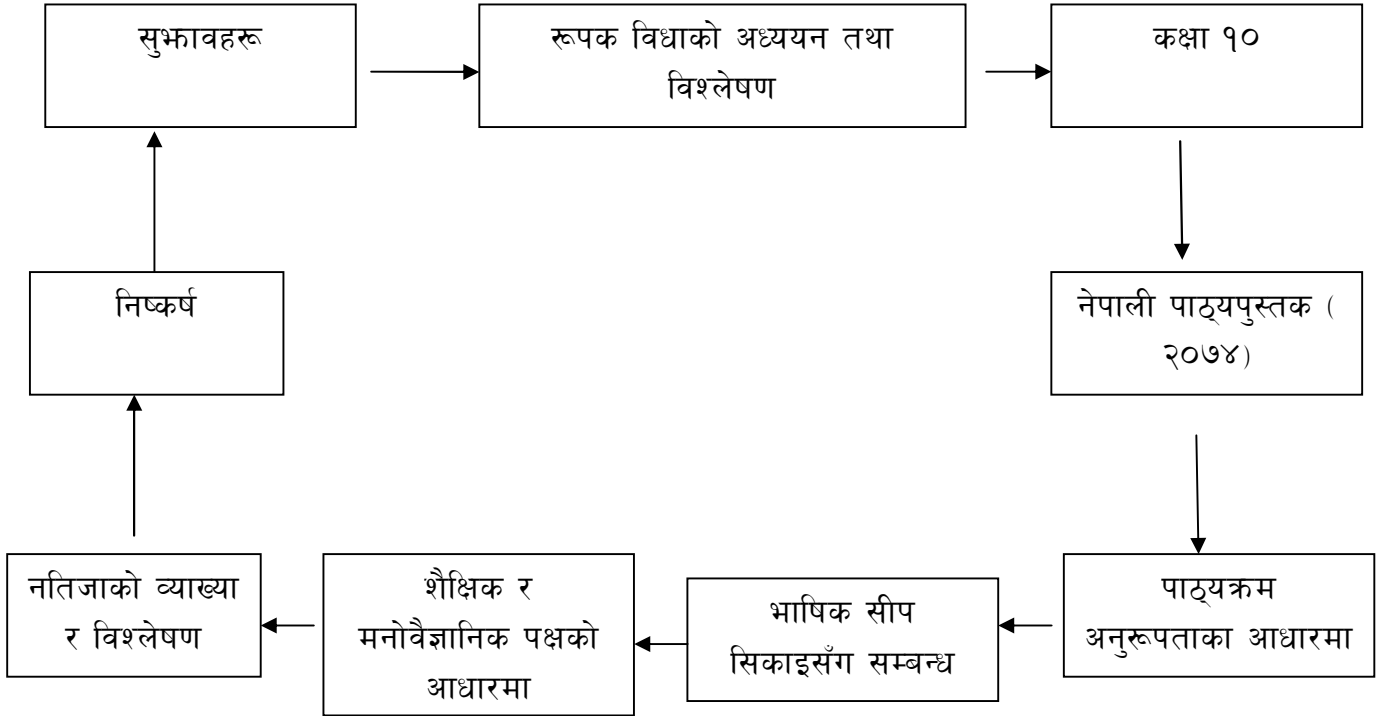 सुझावहरू
रूपक विधाको अध्ययन तथा
विश्लेषण
कक्षा १०
निष्कर्ष
नेपाली पाठ्यपुस्तक (
२०७४)
नतिजाको व्याख्या
र विश्लेषण
शैक्षिक र
मनोवैज्ञानिक पक्षको
आधारमा
भाषिक सीप
सिकाइसँग सम्बन्ध
पाठ्यक्रम
अनुरूपताका आधारमा